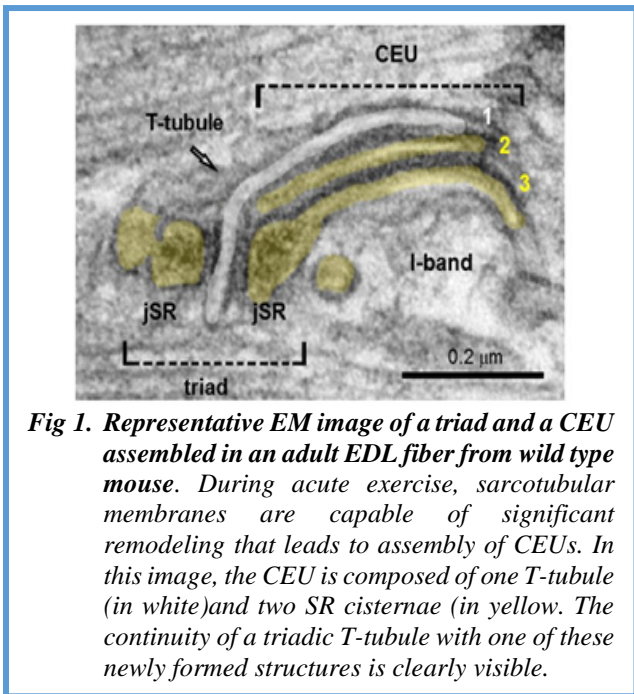 CEU
T-tubule
1
2
3
I-band
jSR
jSR
triad
0.2 μm
Fig 1. Representative EM image of a triad and a CEU
assembled in an adult EDL fiber from wild type
mouse. During acute exercise, sarcotubular
membranes are capable of significant
remodeling that leads to assembly of CEUs. In
this image, the CEU is composed of one T-tubule
(in white)and two SR cisternae (in yellow. The
continuity of a triadic T-tubule with one of these
newly formed structures is clearly visible.